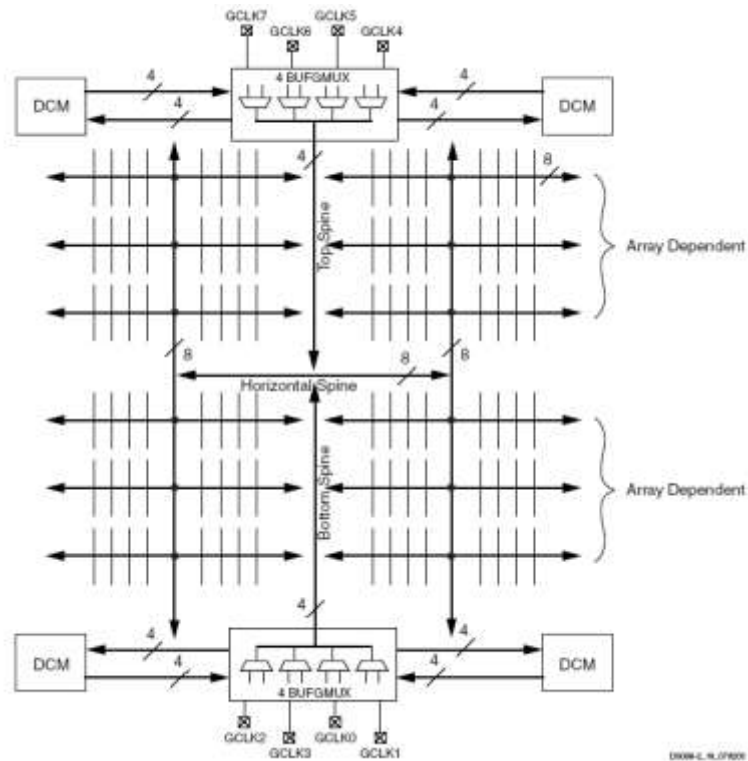 GCLK7 GCLK5
GCLK6 GCLK4
4 BUFGMUX
DCM 4 4 DCM
4 4
4
8
Top Spine
Array Dependent
8 8
8
Horizontal Spine
Bottom Spine
Array Dependent
4
4 4
DCM 4 4 DCM
4 BUFGMUX
GCLK2 GCLK0
GCLK3 GCLK1